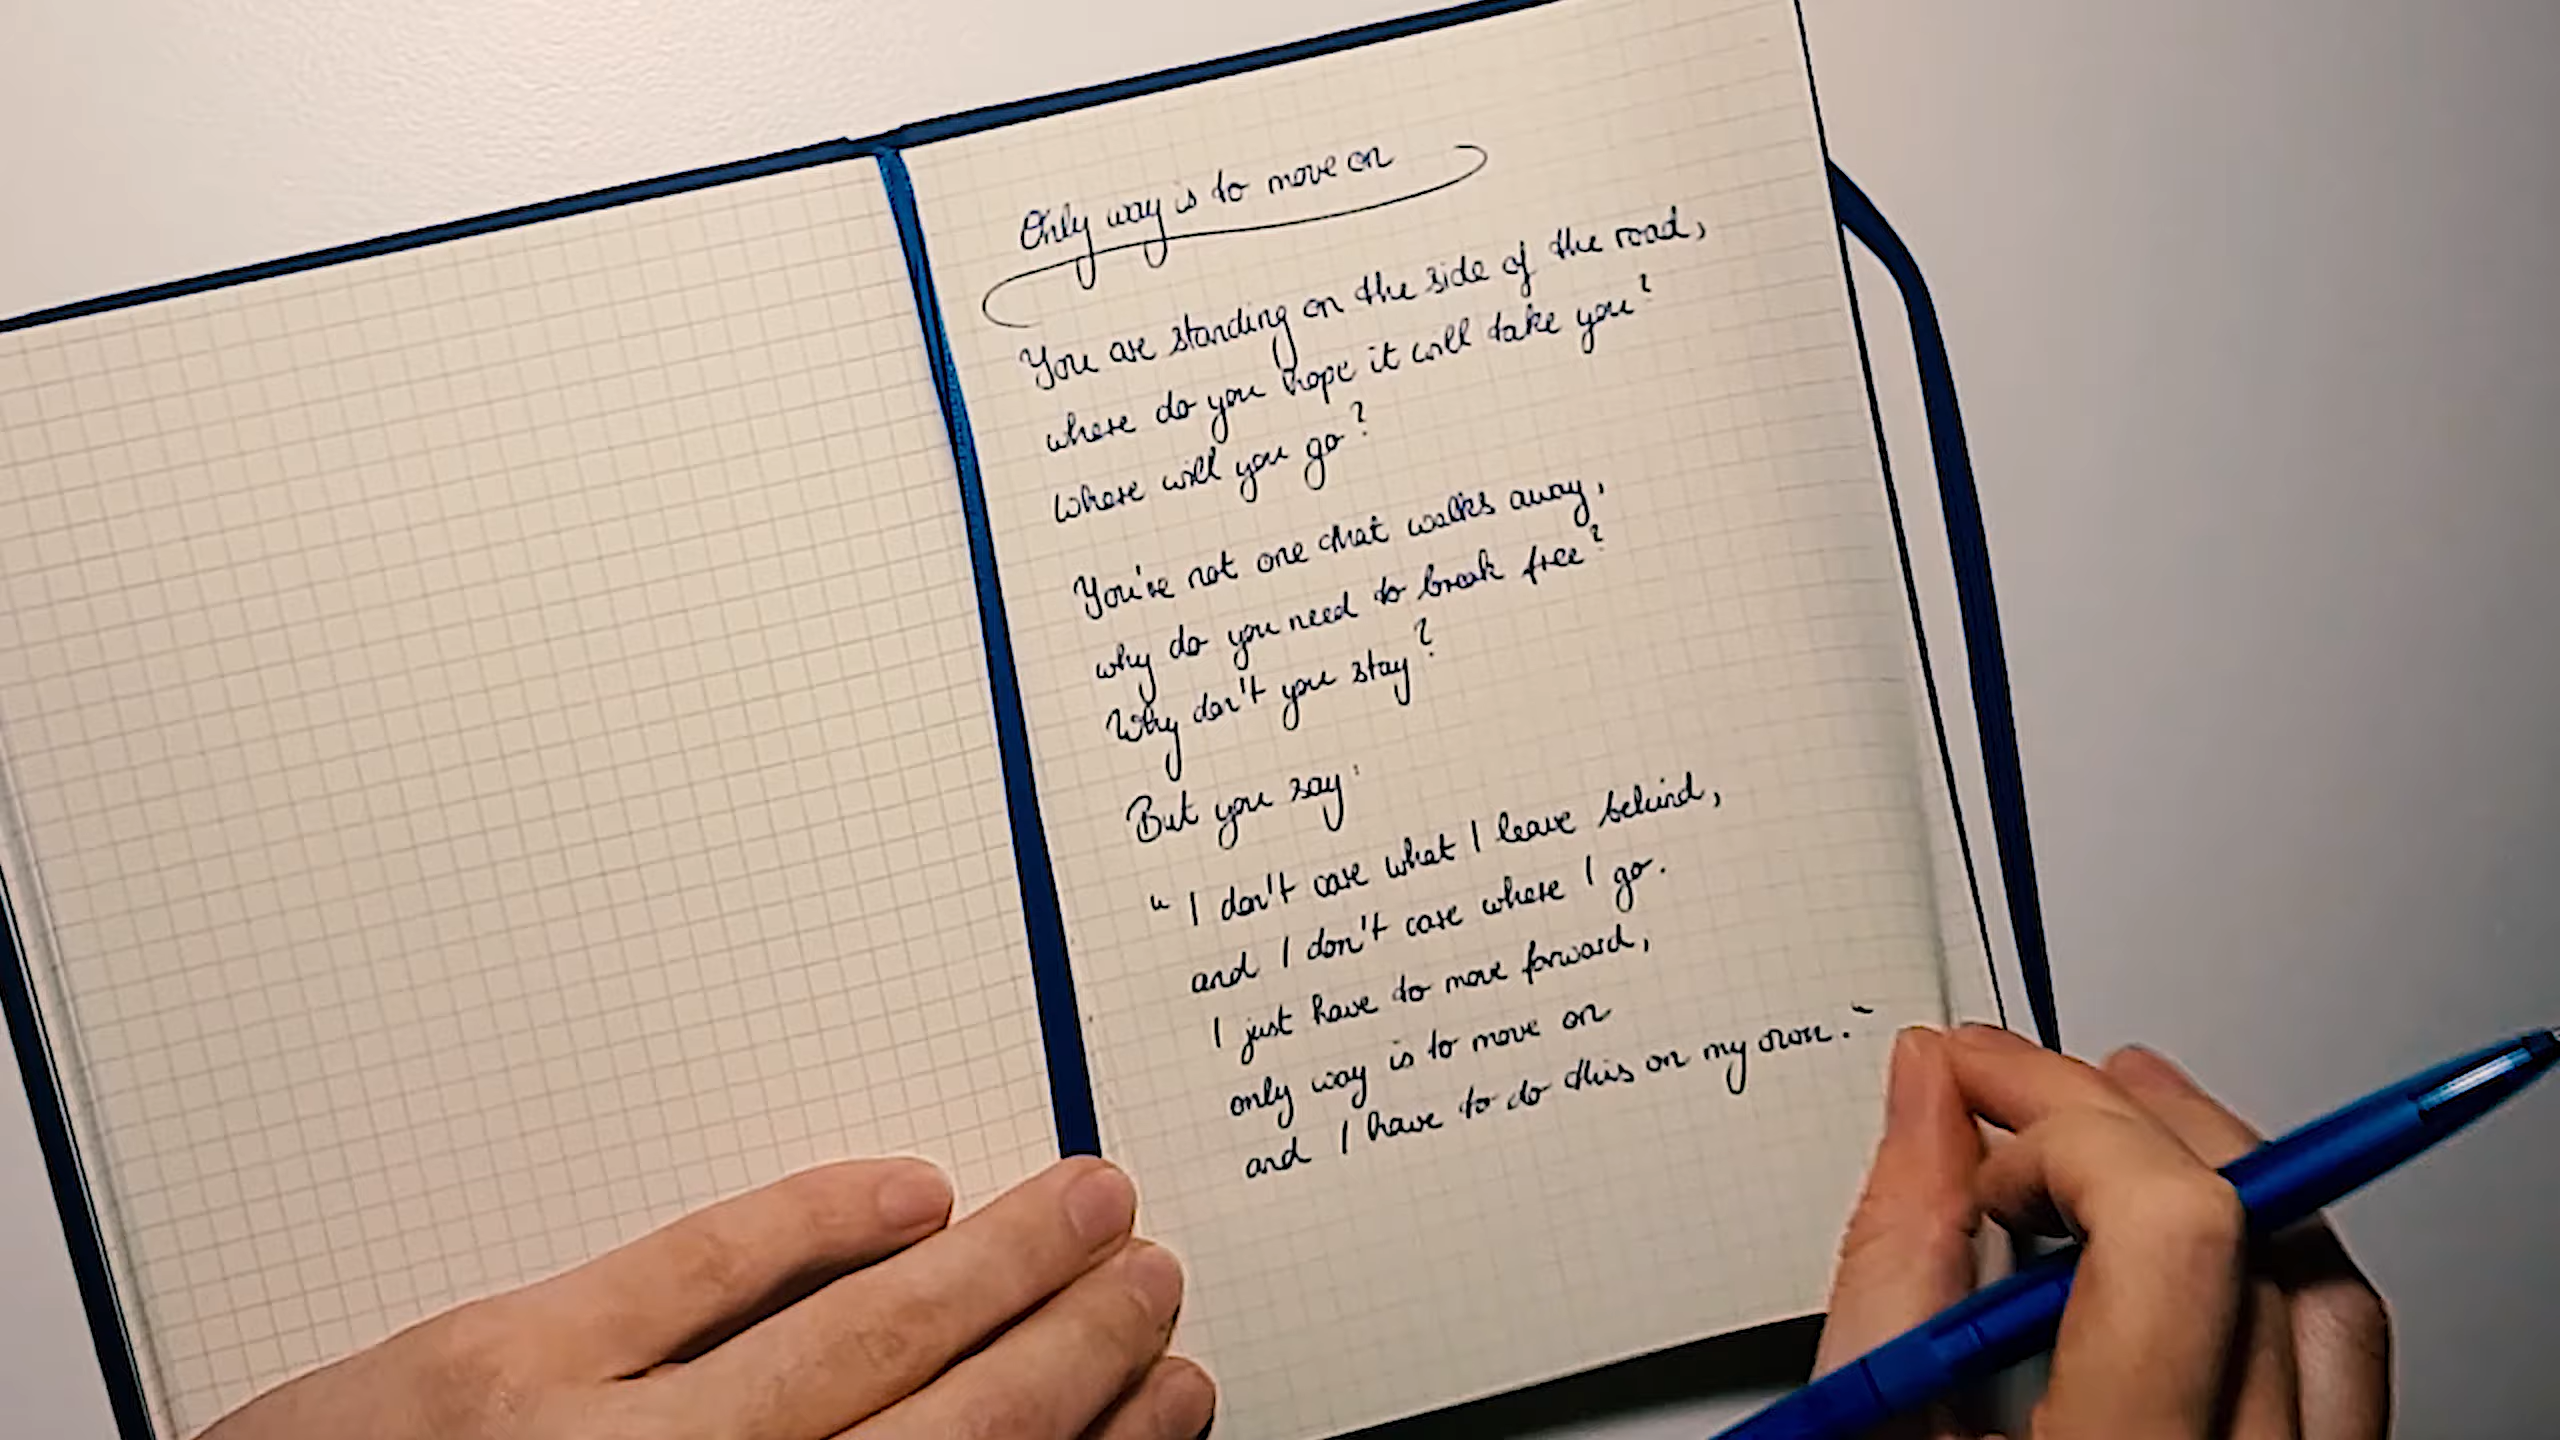 Only way is to move on
You are standing on the side of the road,
where do you hope it will take you?
Where will you go?
You're not one that walks away,
why do you need to break free?
Why don't you stay?
But you say:
"I don't care what I leave behind,
and I don't care where I go.
I just have to move forward,
only way is to move on
and I have to do this on my own."